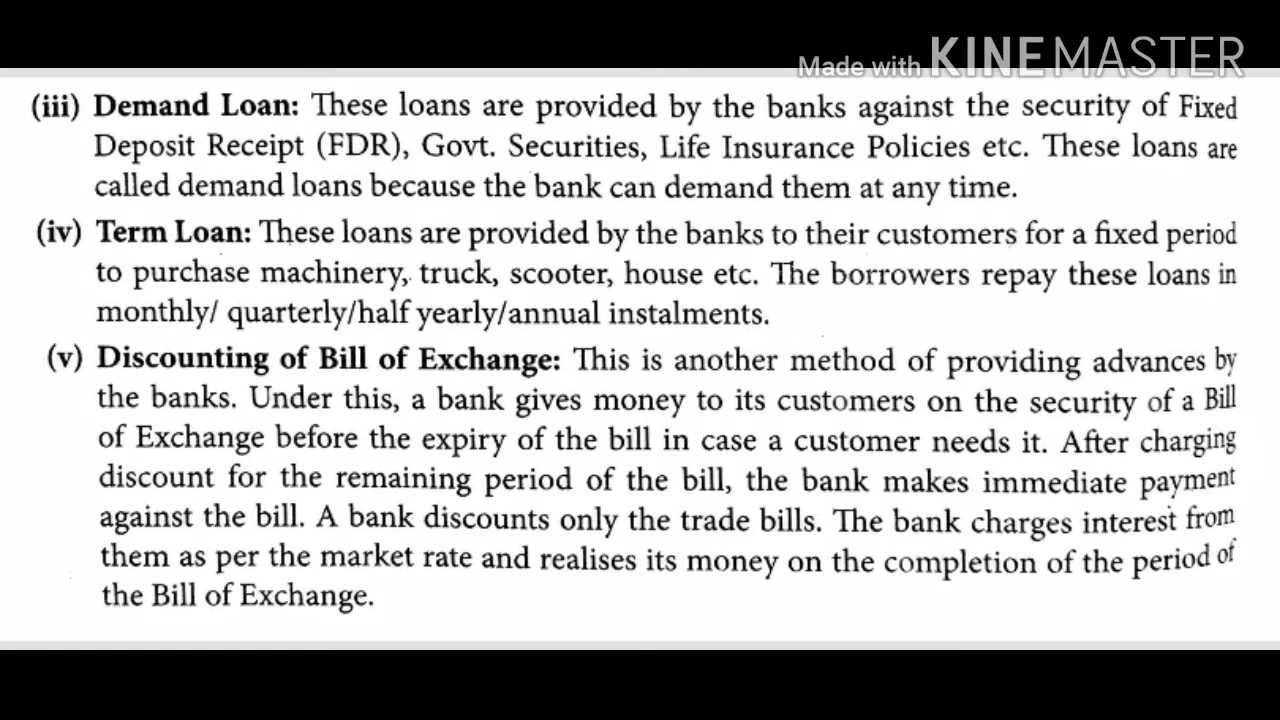 Made with KINEMASTER
(iii) Demand Loan: These loans are provided by the banks against the security of Fixed
Deposit Receipt (FDR), Govt. Securities, Life Insurance Policies etc. These loans are
called demand loans because the bank can demand them at any time.
(iv) Term Loan: These loans are provided by the banks to their customers for a fixed period
to purchase machinery, truck, scooter, house etc. The borrowers repay these loans in
monthly/ quarterly/half yearly/annual instalments.
(v) Discounting of Bill of Exchange: This is another method of providing advances by
the banks. Under this, a bank gives money to its customers on the security of a Bill
of Exchange before the expiry of the bill in case a customer needs it. After charging
discount for the remaining period of the bill, the bank makes immediate payment
against the bill. A bank discounts only the trade bills. The bank charges interest from
them as per the market rate and realises its money on the completion of the period of
the Bill of Exchange.